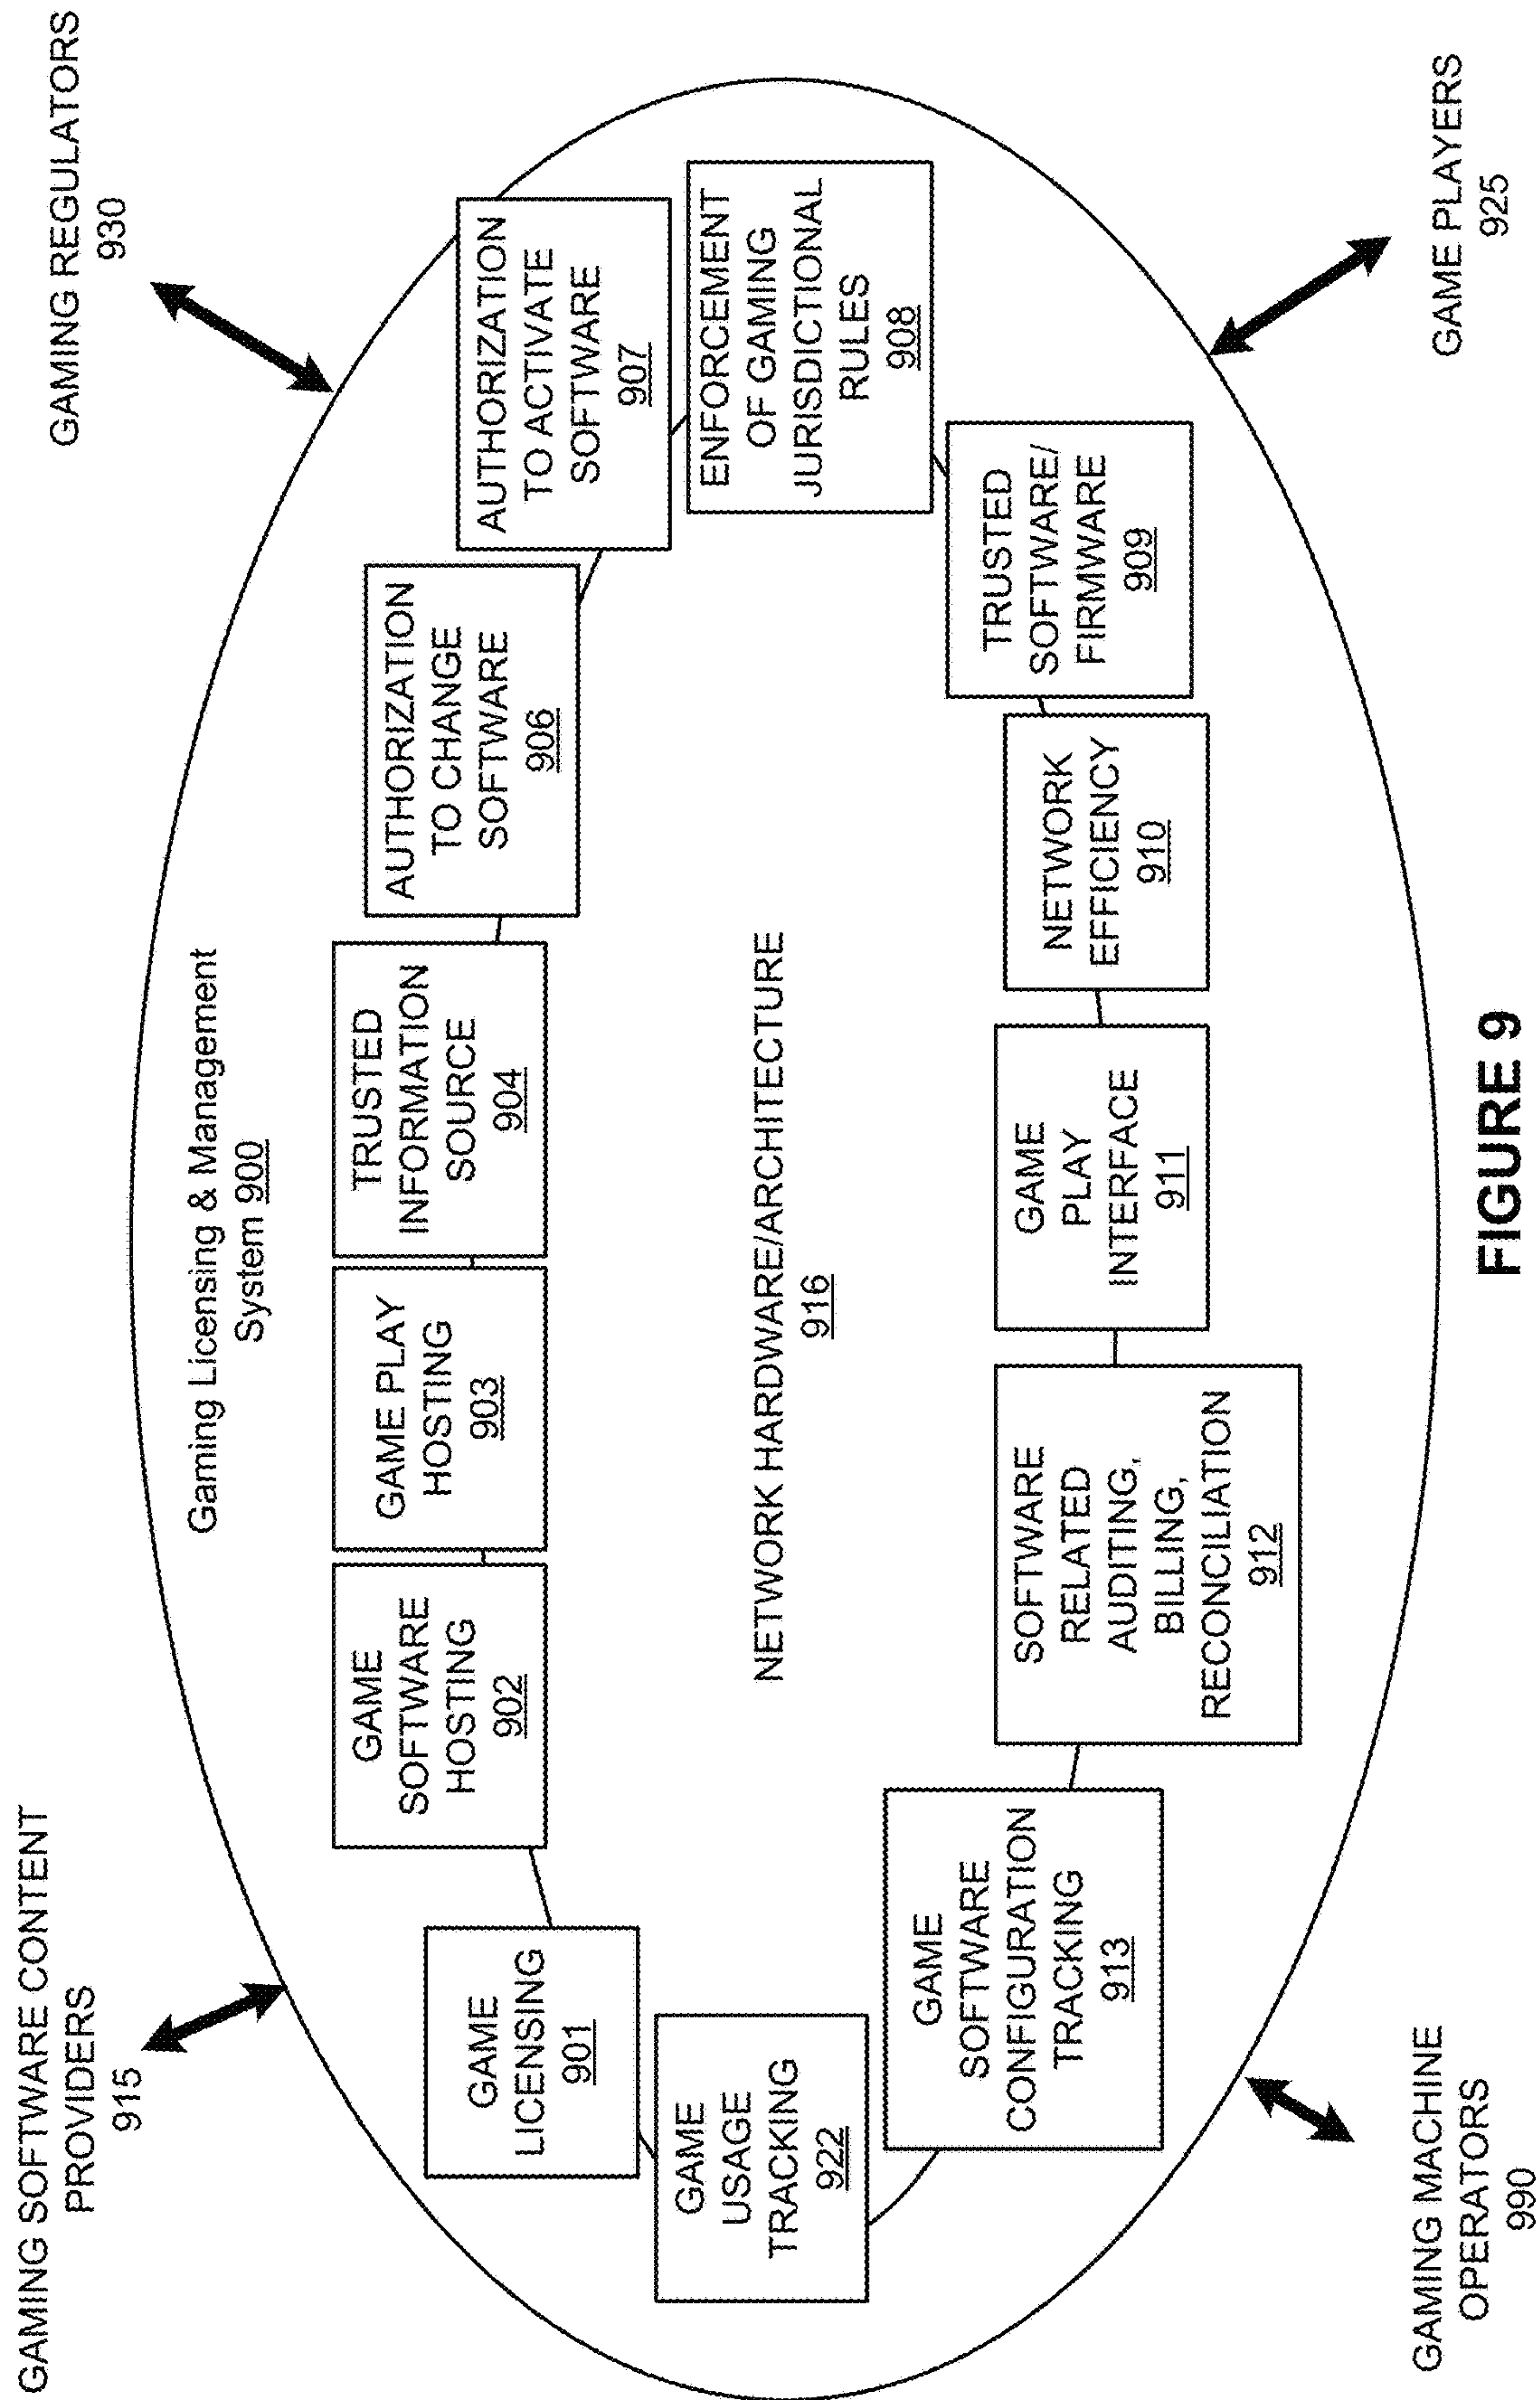 GAMING SOFTWARE CONTENT
PROVIDERS
915
GAMING REGULATORS
930
Gaming Licensing & Management
System 900
GAME
LICENSING
901
GAME
SOFTWARE
HOSTING
902
GAME PLAY
HOSTING
903
TRUSTED
INFORMATION
SOURCE
904
AUTHORIZATION
TO CHANGE
SOFTWARE
906
AUTHORIZATION
TO ACTIVATE
SOFTWARE
907
GAME
USAGE
TRACKING
922
NETWORK HARDWARE/ARCHITECTURE
916
ENFORCEMENT
OF GAMING
JURISDICTIONAL
RULES
908
GAME
SOFTWARE
CONFIGURATION
TRACKING
913
SOFTWARE
RELATED
AUDITING,
BILLING,
RECONCILIATION
912
GAME
PLAY
INTERFACE
911
NETWORK
EFFICIENCY
910
TRUSTED
SOFTWARE/
FIRMWARE
909
GAMING MACHINE
OPERATORS
990
GAME PLAYERS
925
FIGURE 9